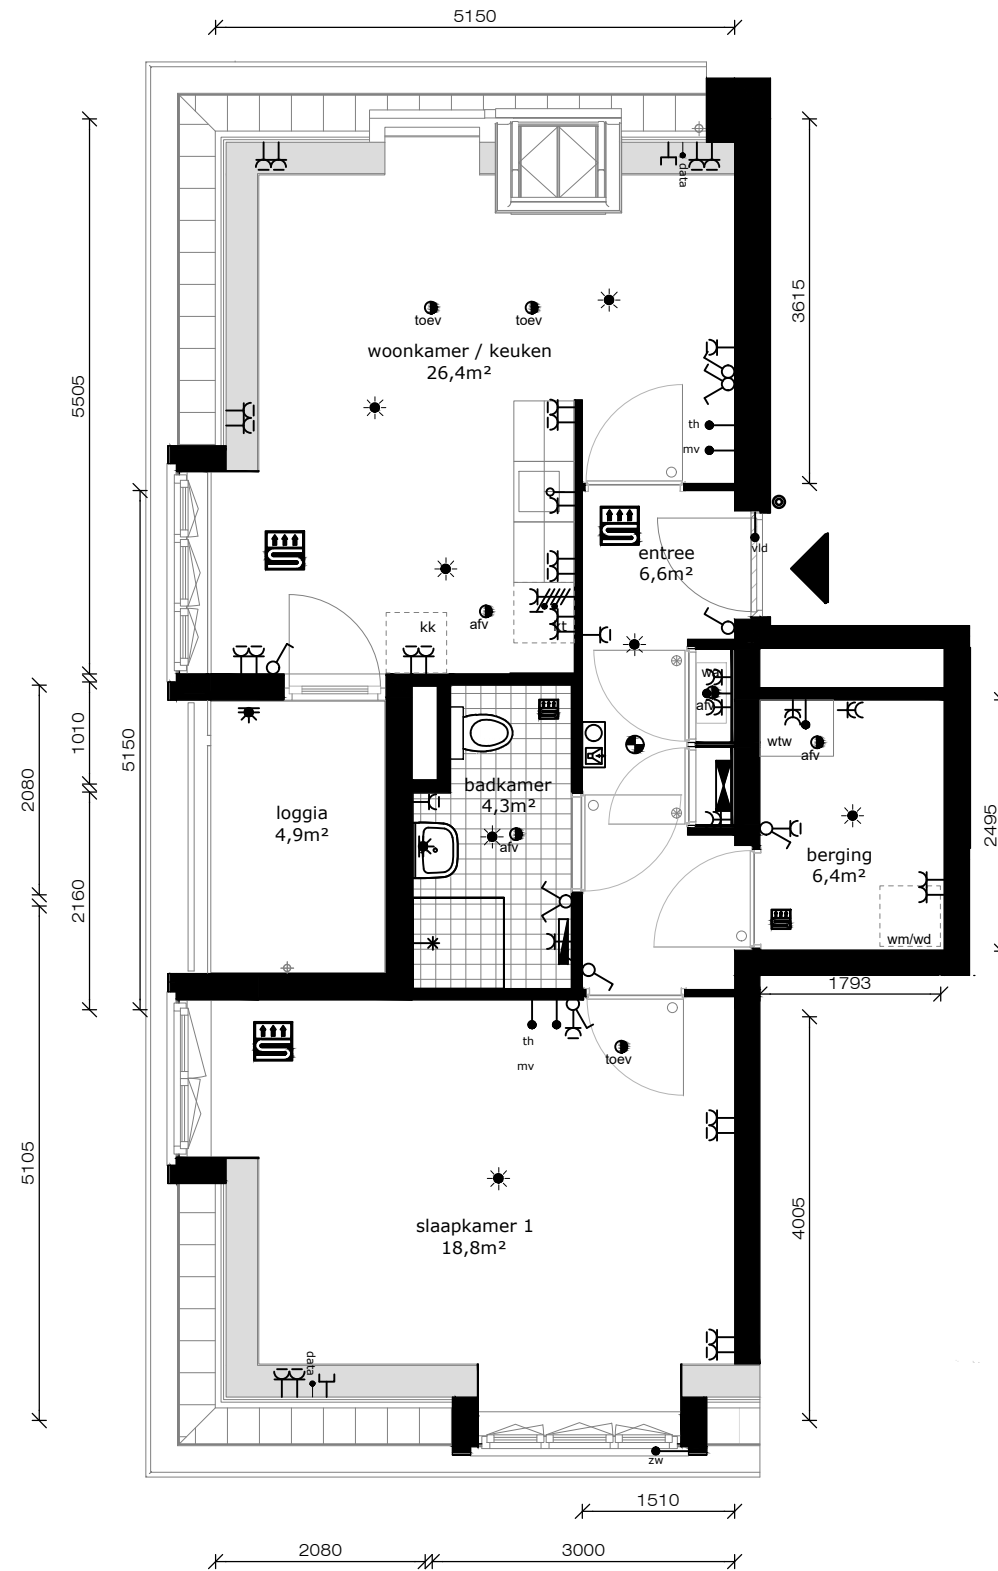 5150
data
3615
toev
toev
woonkamer / keuken
26,4m²
5505
th
mv
entree
6,6m²
vld
kk
afv
kt
wa
afv
1010
5150
2080
wtw
afv
badkamer
4,3m²
afv
loggia
4,9m²
berging
6,4m²
2495
2160
wm/wd
1793
th
mv
toev
5105
slaapkamer 1
18,8m²
4005
data
zw
1510
2080
3000